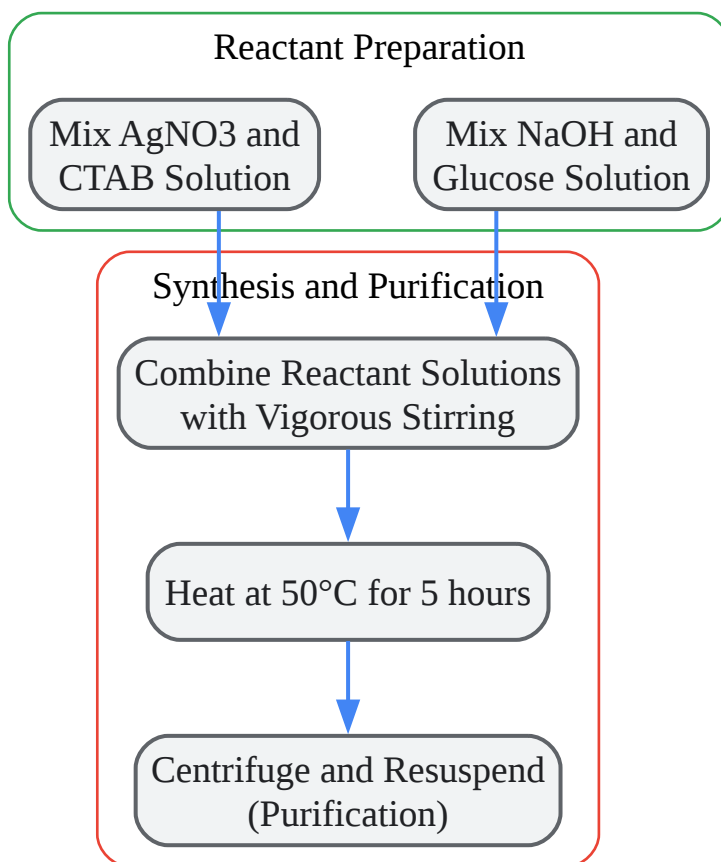 Reactant Preparation
Mix AgNO3 and
CTAB Solution
Mix NaOH and
Glucose Solution
Synthesis and Purification
Combine Reactant Solutions
with Vigorous Stirring
Heat at 50°C for 5 hours
Centrifuge and Resuspend
(Purification)